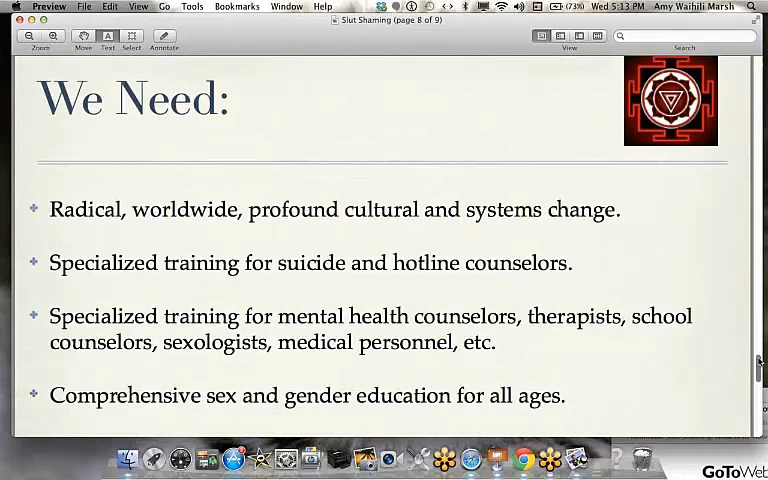 Preview File Edit View Go Tools Bookmarks Window Help (73%) Wed 5:13 PM Amy Waihili Marsh
Slut Shaming (page 8 of 9)
Zoom Move Text Select Annotate View Search
We Need:
Radical, worldwide, profound cultural and systems change.
Specialized training for suicide and hotline counselors.
Specialized training for mental health counselors, therapists, school
counselors, sexologists, medical personnel, etc.
Comprehensive sex and gender education for all ages.
GoToWeb